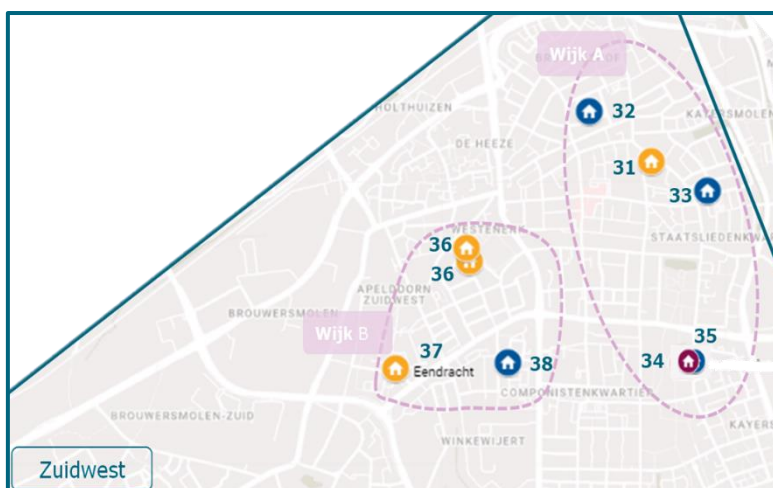 Wijk A
HOLTHUIZEN
32
KAYERSMOLEN
DE HEEZE
31
33
WESTENENK
STAATSLIEDENKWAR
36
36
APELDOORN
ZUIDWEST
BROUWERSMOLEN
Wijk B
37
Eendracht
38
35
34
COMPONISTENKWARTIER
BROUWERSMOLEN-ZUID
KAYERS
WINKEWIJERT
Zuidwest